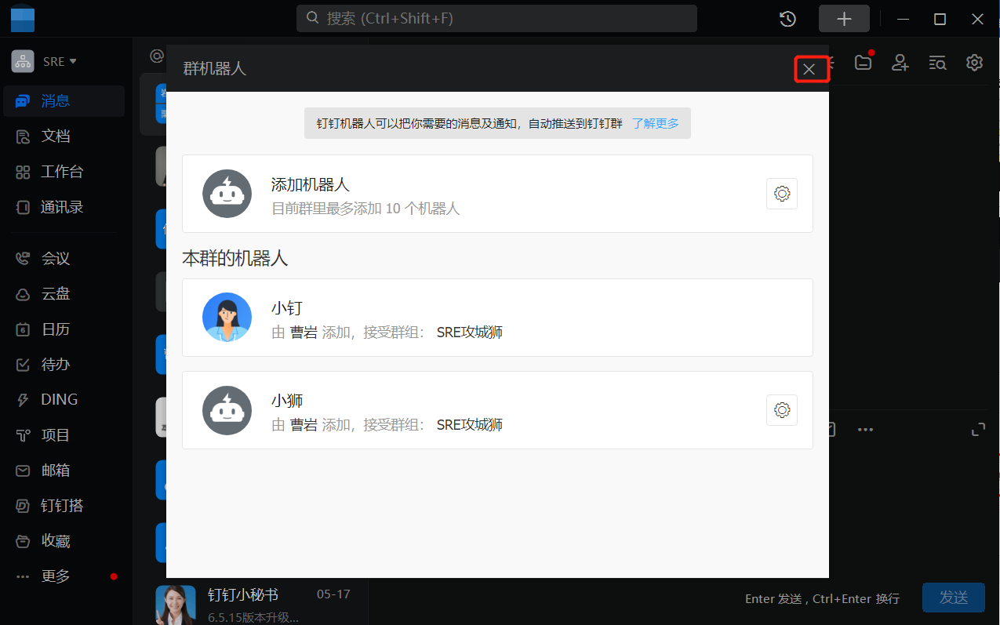 搜索 (Ctrl+Shift+F)
SRE
消息
文档
工作台
通讯录
会议
云盘
6
日历
待办
DING
项目
邮箱
钉钉搭
收藏
更多
@
群机器人
钉钉机器人可以把你需要的消息及通知，自动推送到钉钉群 了解更多
添加机器人
目前群里最多添加 10 个机器人
本群的机器人
小钉
由 曹岩 添加，接受群组： SRE攻城狮
小狮
由 曹岩 添加，接受群组： SRE攻城狮
钉钉小秘书 05-17
6.5.15版本升级...
Enter 发送 , Ctrl+Enter 换行
发送